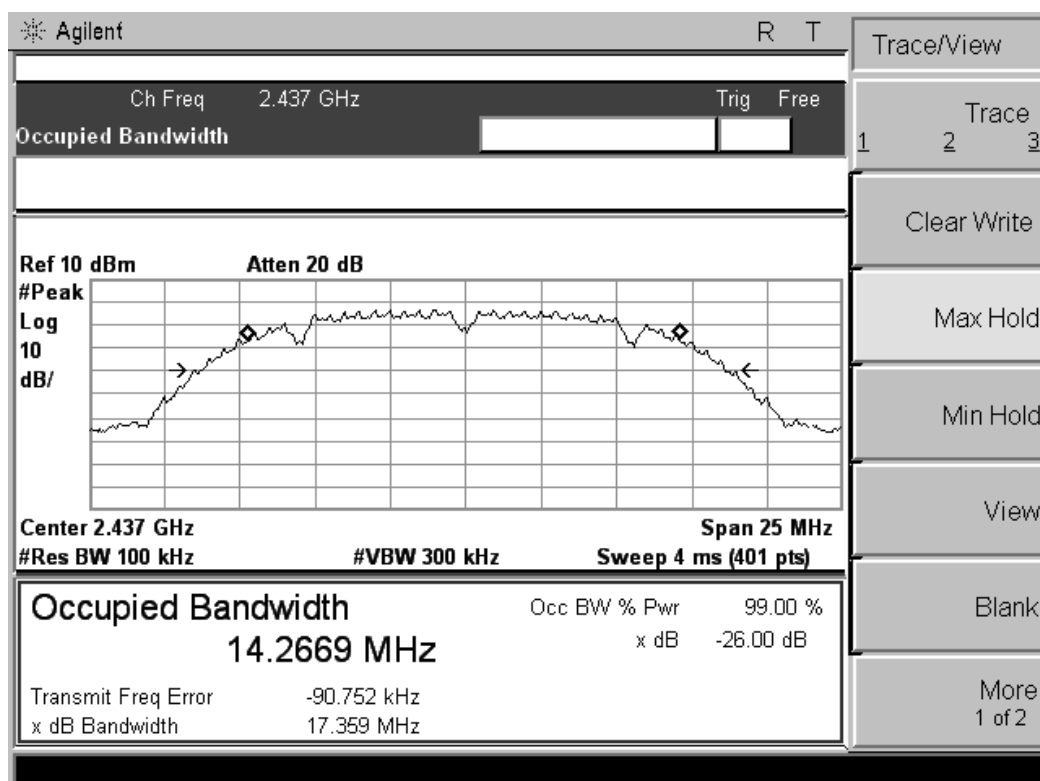 Agilent R T
Ch Freq 2.437 GHz Trig Free
Occupied Bandwidth
Ref 10 dBm Atten 20 dB
#Peak
Log
10
dB/
Center 2.437 GHz Span 25 MHz
#Res BW 100 kHz #VBW 300 kHz Sweep 4 ms (401 pts)
Occupied Bandwidth
14.2669 MHz
Occ BW % Pwr 99.00 %
x dB -26.00 dB
Transmit Freq Error -90.752 kHz
x dB Bandwidth 17.359 MHz
Trace/View
Trace
1 2 3
Clear Write
Max Hold
Min Hold
View
Blank
More
1 of 2